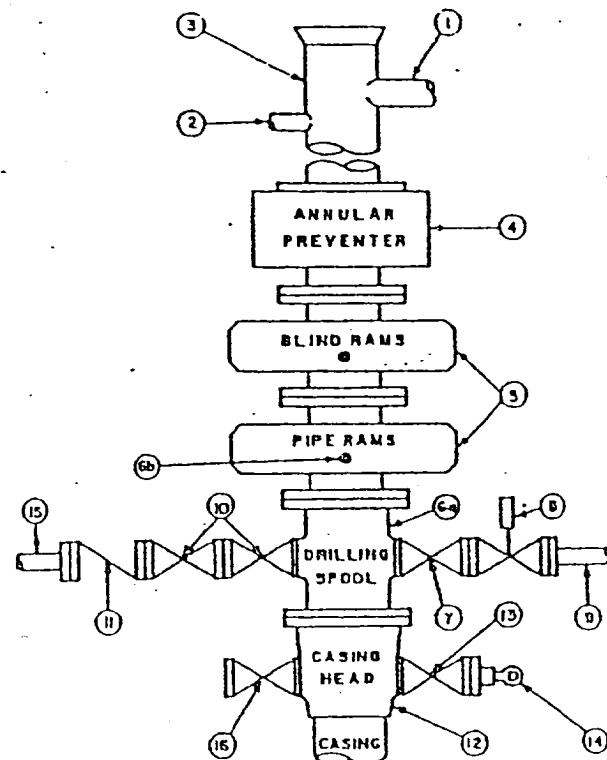 1
3
2
ANNULAR
PREVENTER
4
BLIND RAMS
5
PIPE RAMS
6b
6a
15
10
8
DRILLING
SPOOL
11
7
9
13
CASING
HEAD
16
12
14
CASING